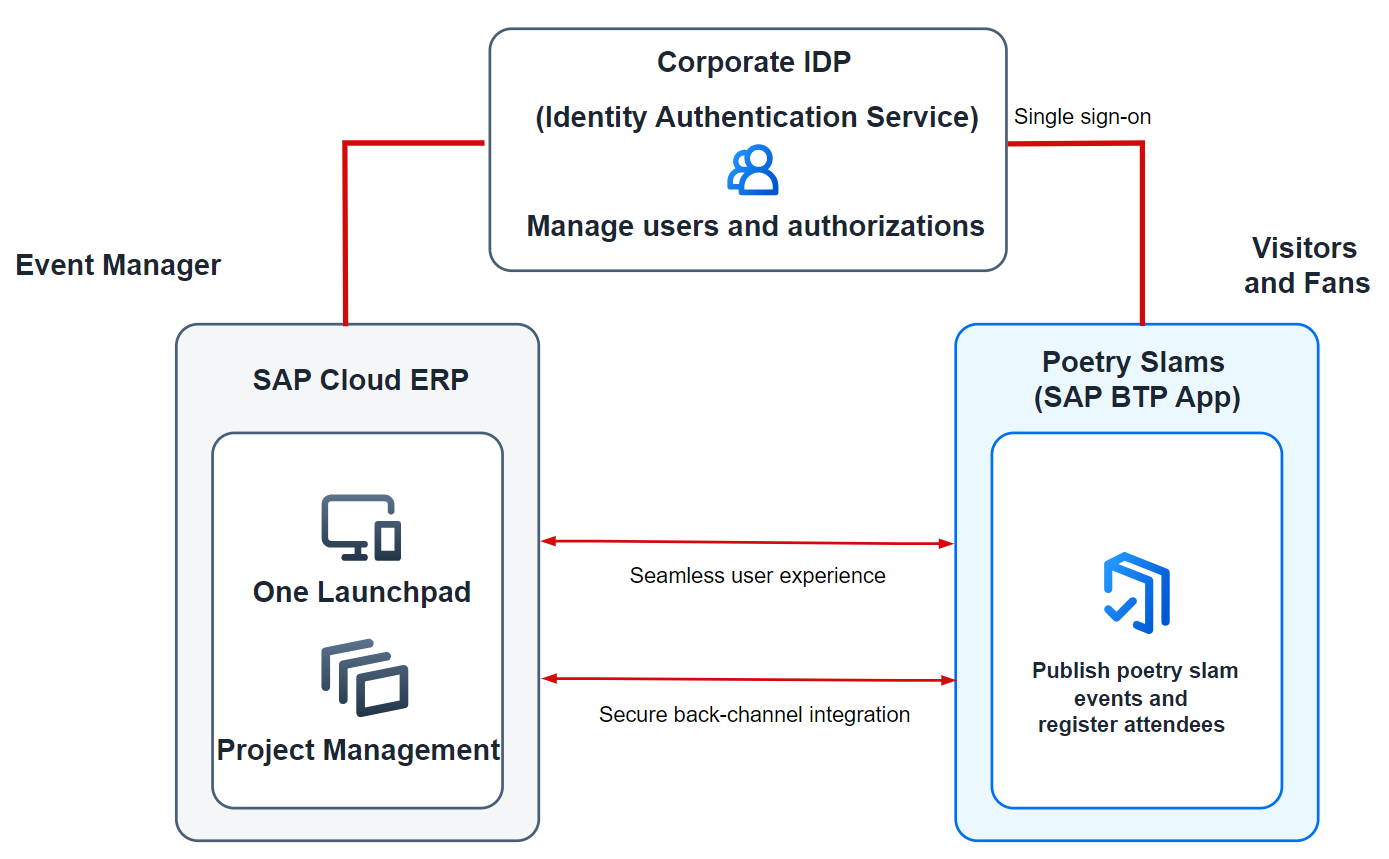 Corporate IDP
(Identity Authentication Service)
Single sign-on
Manage users and authorizations
Event Manager
Visitors
and Fans
SAP Cloud ERP
Poetry Slams
(SAP BTP App)
One Launchpad
Seamless user experience
Project Management
Secure back-channel integration
Publish poetry slam
events and
register attendees